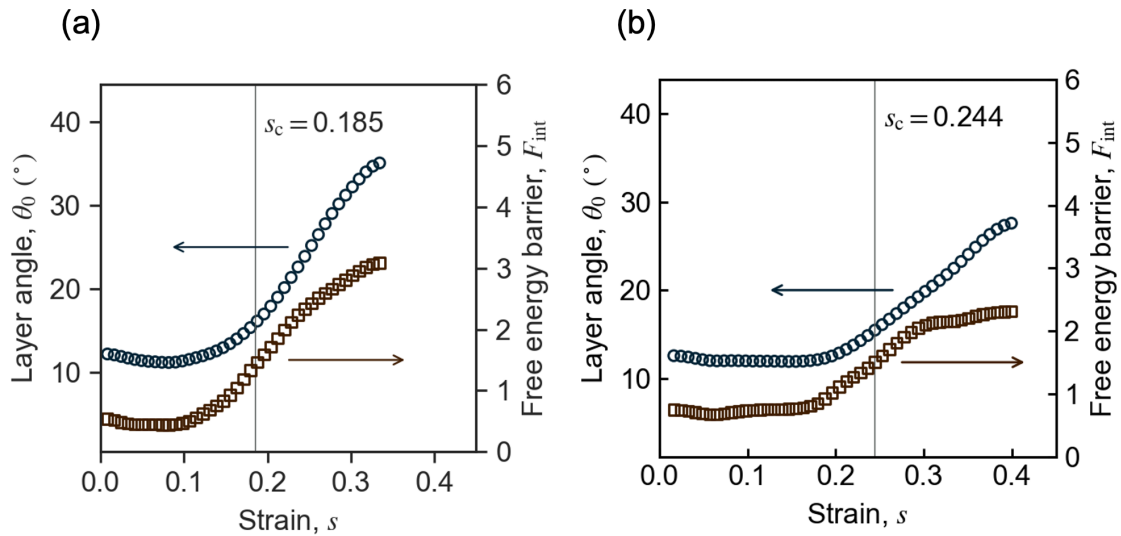 (a)
(b)
Layer angle, θ0 (˚)
40
30
20
10
sc = 0.185
6
5
4
3
2
1
0
Free energy barrier, Fint
0.0 0.1 0.2 0.3 0.4
Strain, s
Layer angle, θ0 (˚)
40
30
20
10
sc = 0.244
6
5
4
3
2
1
0
Free energy barrier, Fint
0.0 0.1 0.2 0.3 0.4
Strain, s